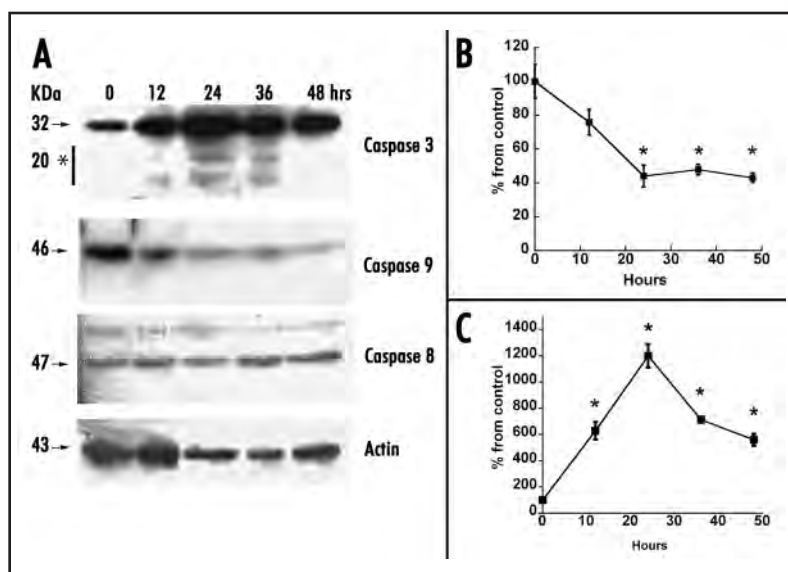 A
KDa 0 12 24 36 48 hrs
32→
20 *
Caspase 3
46→
Caspase 9
47→
Caspase 8
43→
Actin
B
120
100
80
60
40
20
0
% from control
* * *
0 10 20 30 40 50
Hours
C
1400
1200
1000
800
600
400
200
0
% from control
* * * *
0 10 20 30 40 50
Hours